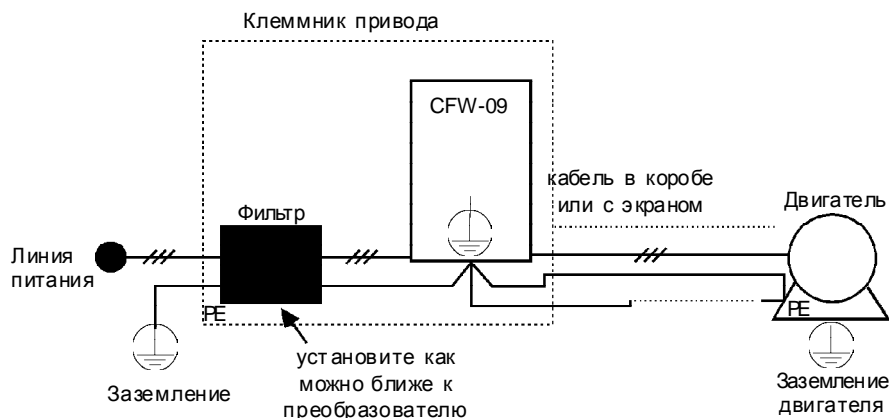 Клеммник привода
CFW-09
кабель в коробе
или с экраном
Двигатель
Фильтр
Линия
питания
PE
PE
установите как
можно ближе к
преобразователю
Заземление
Заземление
двигателя